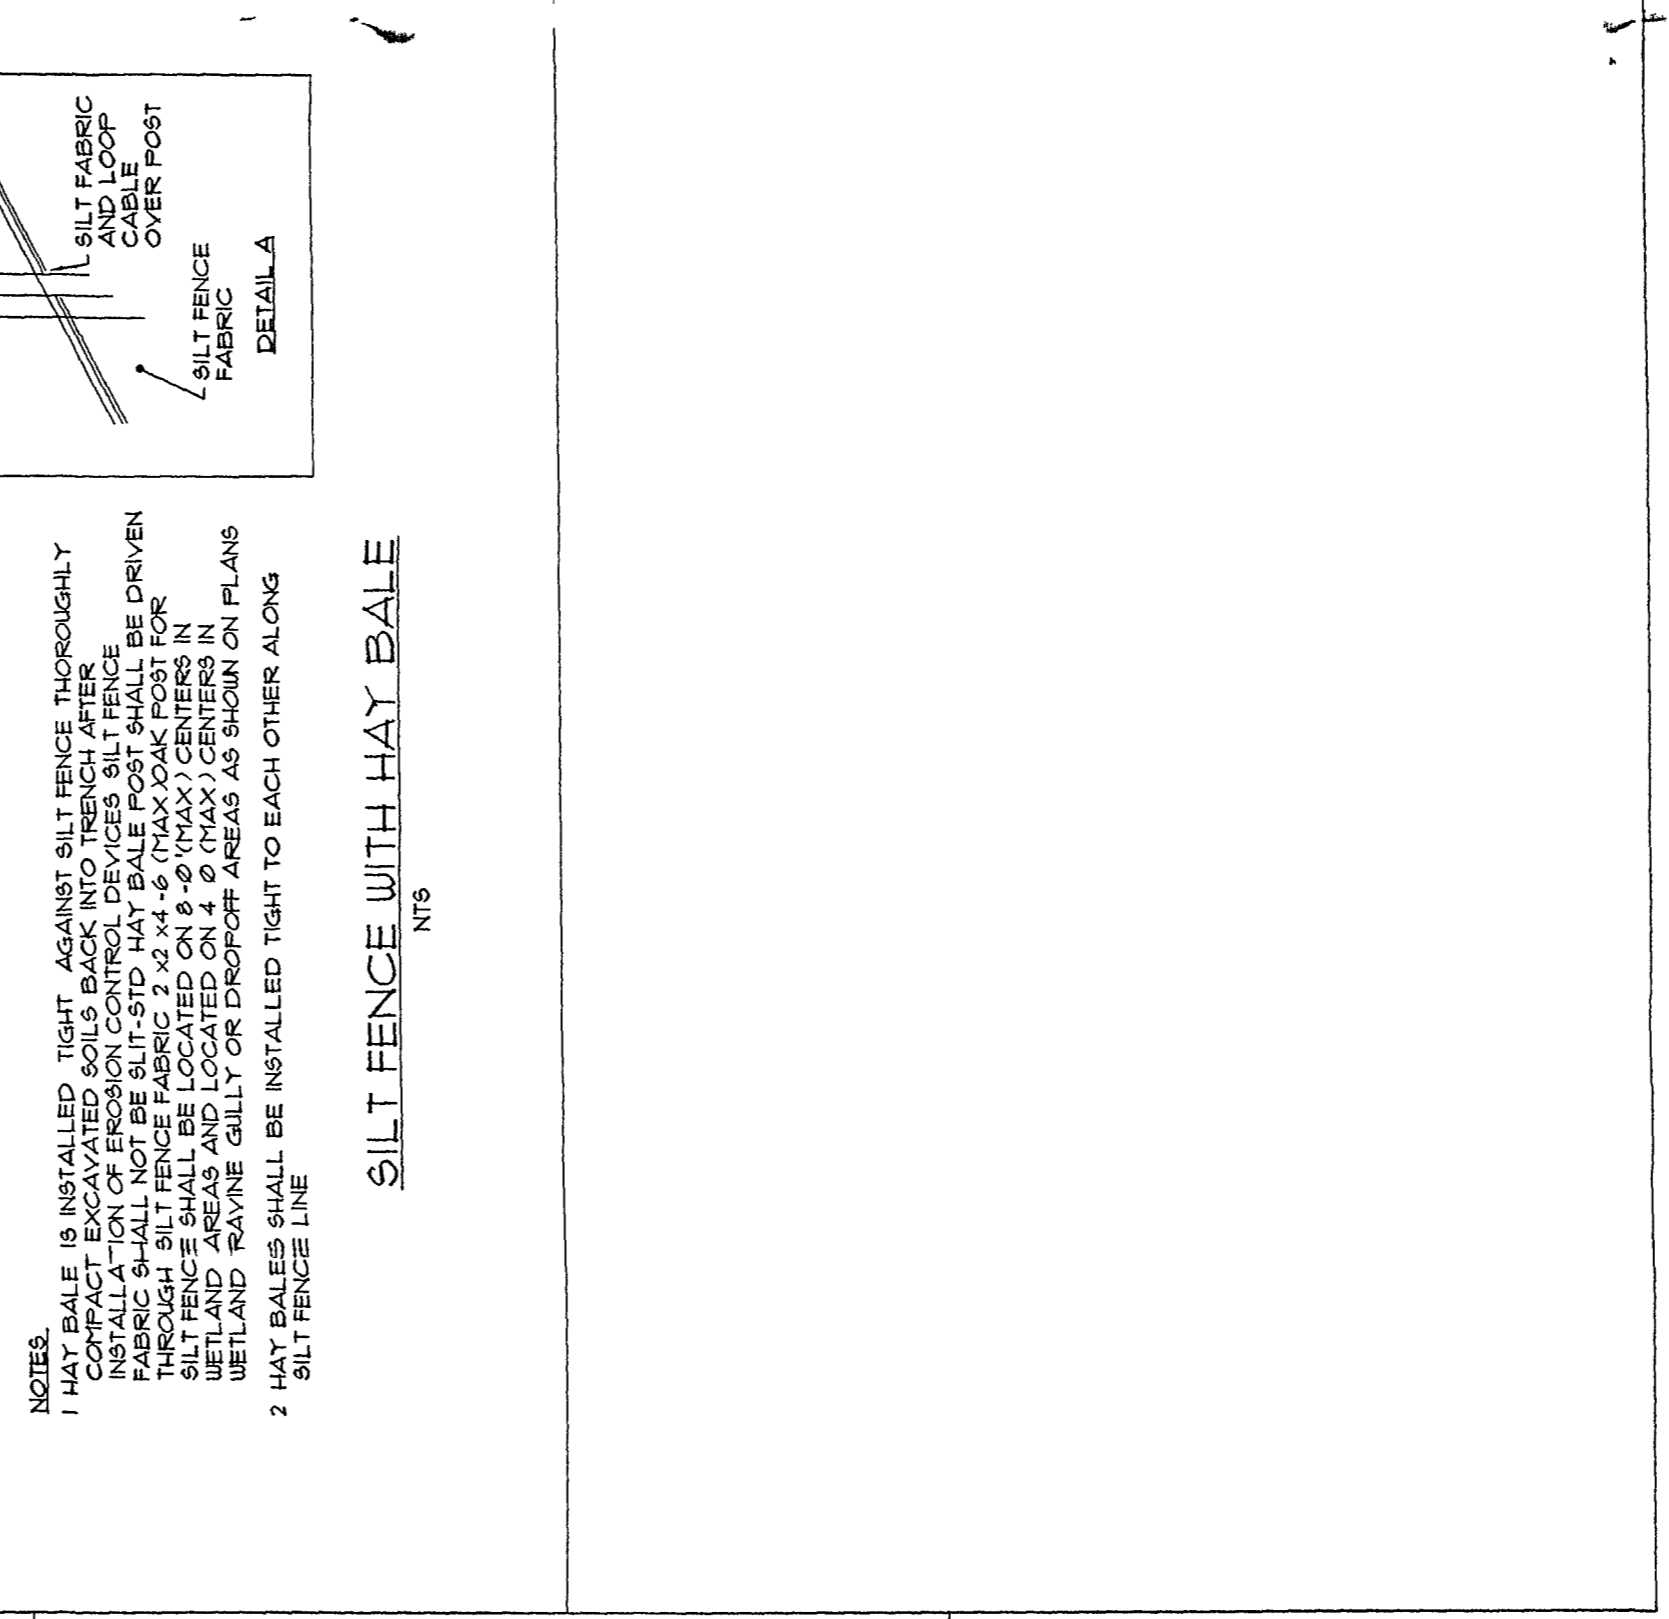 SILT FABRIC
AND LOOP
CABLE
OVER POST
SILT FENCE
FABRIC
DETAIL A
NOTES
1 HAY BALE IS INSTALLED TIGHT AGAINST SILT FENCE THOROUGHLY
COMPACT EXCAVATED SOILS BACK INTO TRENCH AFTER
INSTALLATION OF EROSION CONTROL DEVICES SILT FENCE
FABRIC SHALL NOT BE SLIT-STD HAY BALE POST SHALL BE DRIVEN
THROUGH SILT FENCE FABRIC 2 x2 x4-6 (MAX)OAK POST FOR
SILT FENCE SHALL BE LOCATED ON 8-0'(MAX) CENTERS IN
WETLAND AREAS AND LOCATED ON 4 0 (MAX) CENTERS IN
WETLAND RAVINE GULLY OR DROPOFF AREAS AS SHOWN ON PLANS
2 HAY BALES SHALL BE INSTALLED TIGHT TO EACH OTHER ALONG
SILT FENCE LINE
SILT FENCE WITH HAY BALE
NTS